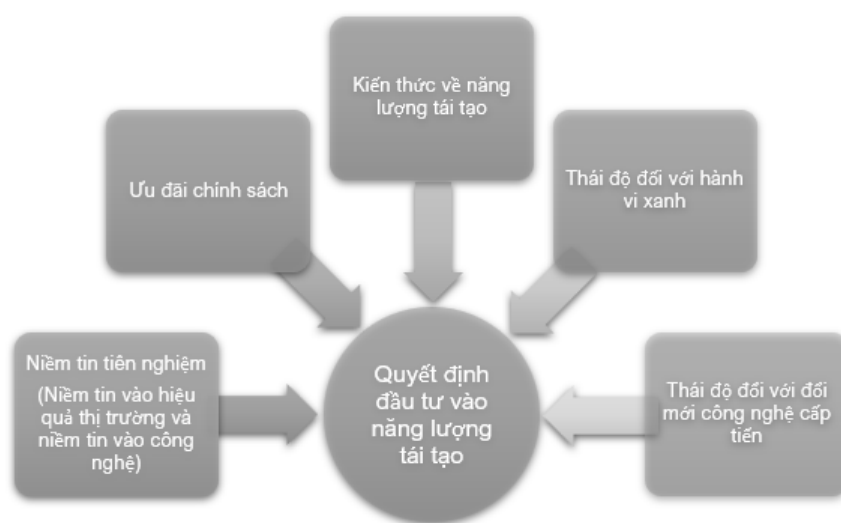 Kiến thức về năng
lượng tái tạo
Ưu đãi chính sách
Thái độ đối với hành
vi xanh
Niềm tin tiên nghiệm
(Niềm tin vào hiệu
quả thị trường và
niềm tin vào công
nghệ)
Quyết định
đầu tư vào
năng lượng
tái tạo
Thái độ đổi với đổi
mới công nghệ cấp
tiến